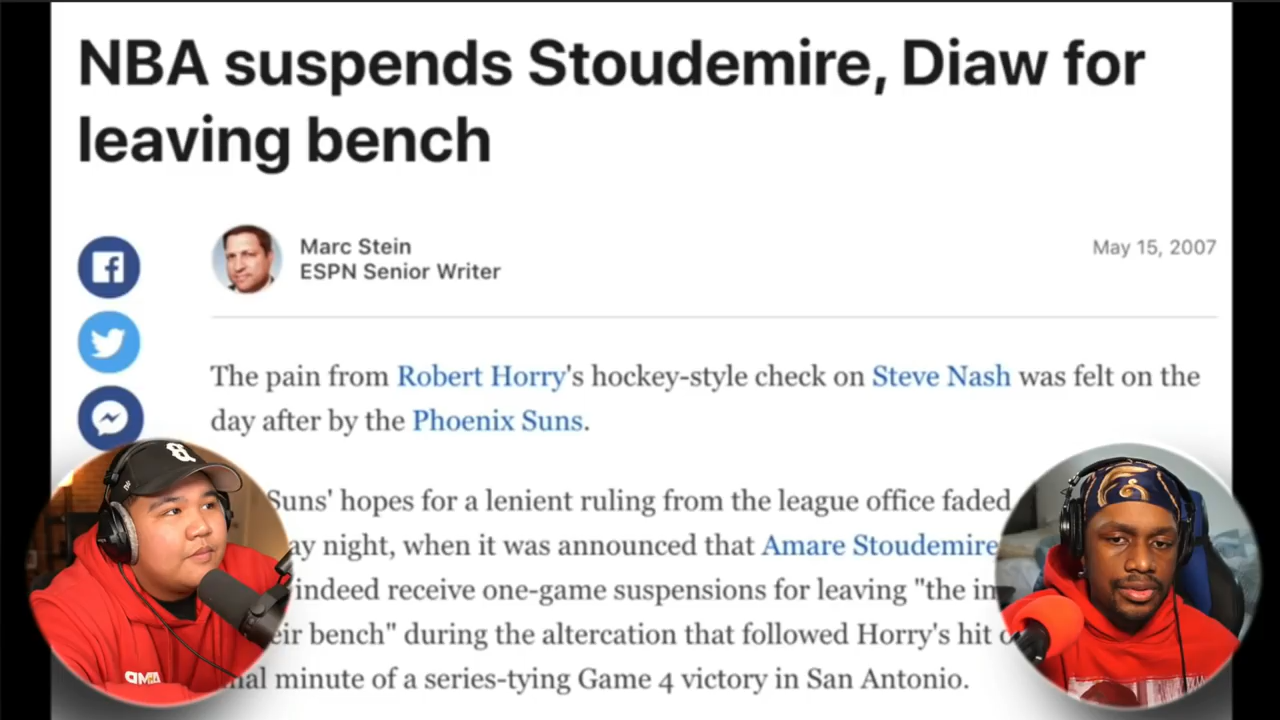 NBA suspends Stoudemire, Diaw for
leaving bench
Marc Stein
ESPN Senior Writer
May 15, 2007
The pain from Robert Horry's hockey-style check on Steve Nash was felt on the
day after by the Phoenix Suns.
Suns' hopes for a lenient ruling from the league office faded
night, when it was announced that Amare Stoudemire
indeed receive one-game suspensions for leaving "the
bench" during the altercation that followed Horry's hit
minute of a series-tying Game 4 victory in San Antonio.